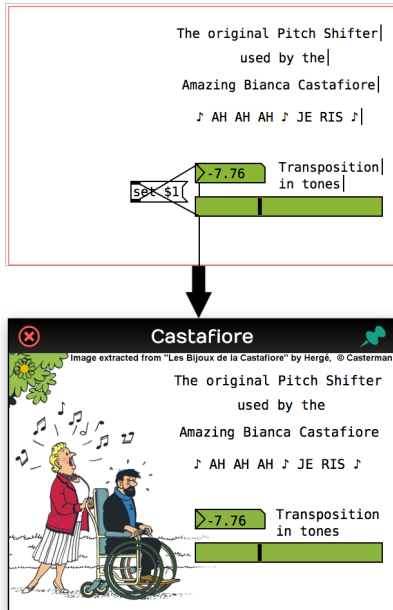 The original Pitch Shifter
used by the
Amazing Bianca Castafiore
♪ AH AH AH ♪ JE RIS ♪
-7.76
Transposition
in tones
set $1
Castafiore
Image extracted from "Les Bijoux de la Castafiore" by Hergé, © Casterman
The original Pitch Shifter
used by the
Amazing Bianca Castafiore
♪ AH AH AH ♪ JE RIS ♪
-7.76
Transposition
in tones